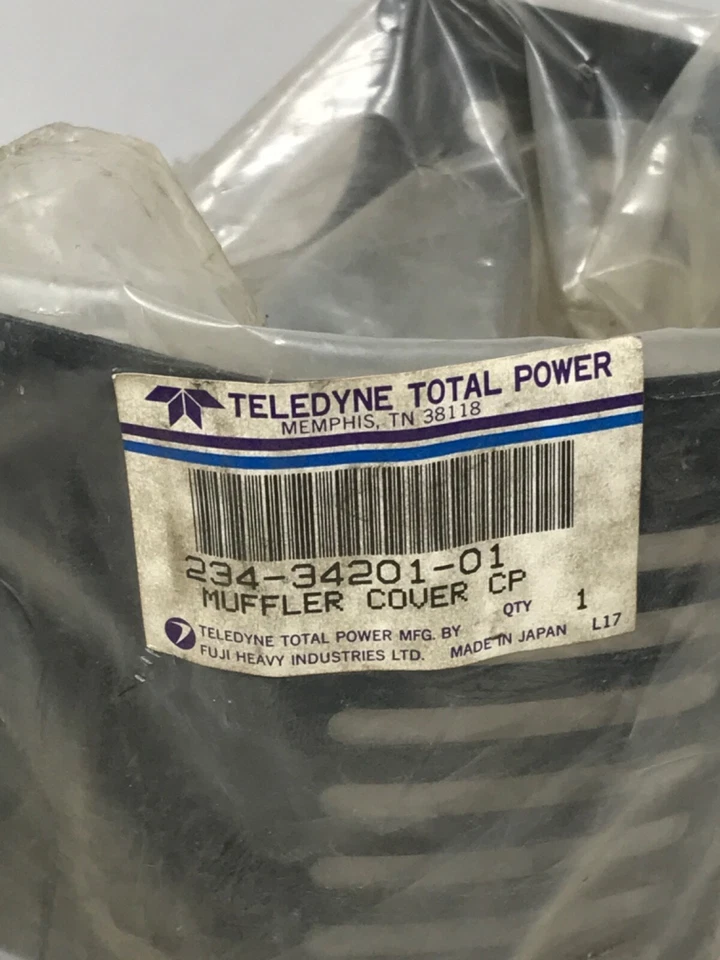 TELEDYNE TOTAL POWER
MEMPHIS, TN 38118
234-34201-01
MUFFLER COVER CP
QTY 1
TELEDYNE TOTAL POWER MFG. BY
FUJI HEAVY INDUSTRIES LTD. MADE IN JAPAN L17